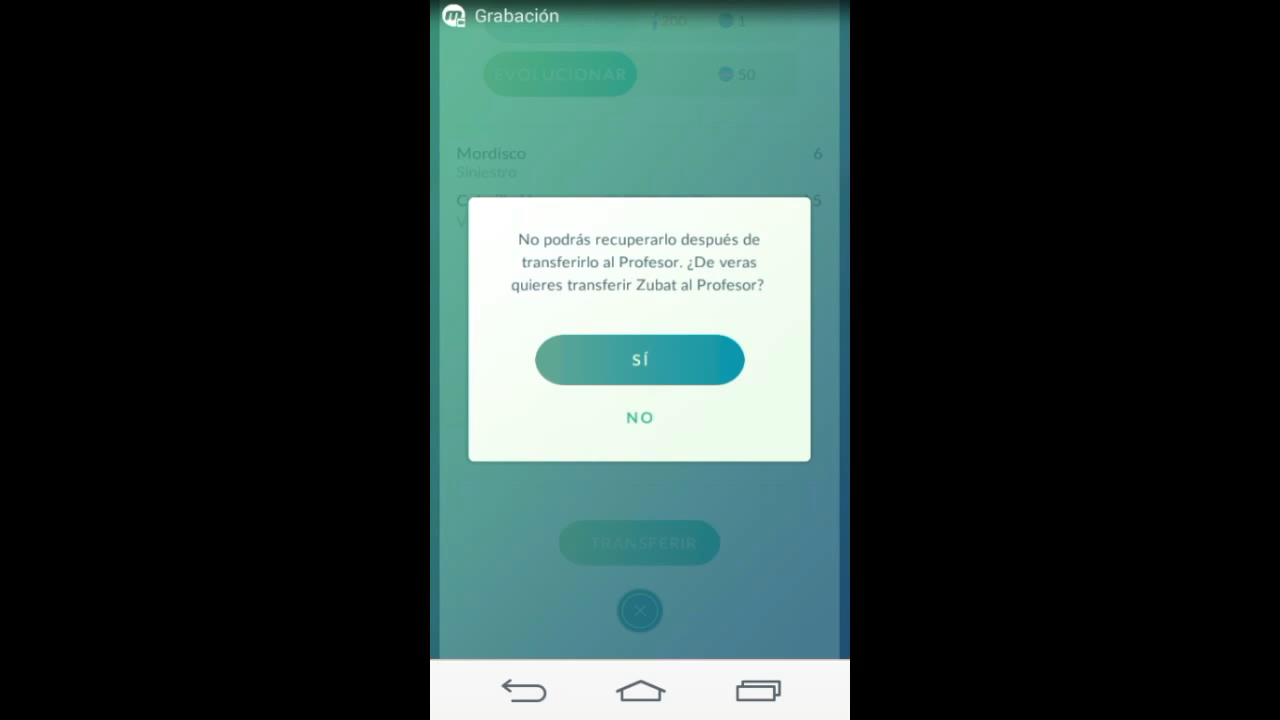 Grabación
200 1
EVOLUCIONAR 50
Mordisco 6
Siniestro
No podrás recuperarlo después de
transferirlo al Profesor. ¿De veras
quieres transferir Zubat al Profesor?
SÍ
NO
TRANSFERIR